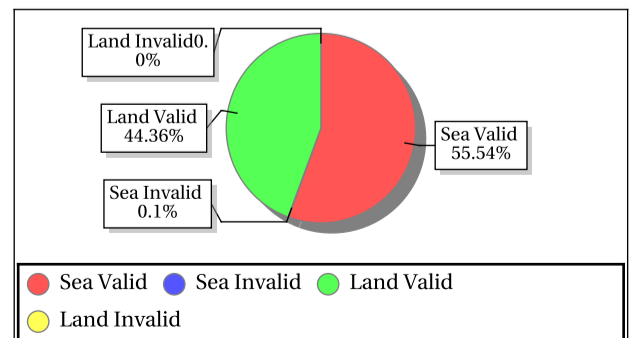 Land Invalid0.
0%
Land Valid
44.36%
Sea Valid
55.54%
Sea Invalid
0.1%
Sea Valid
Sea Invalid
Land Valid
Land Invalid